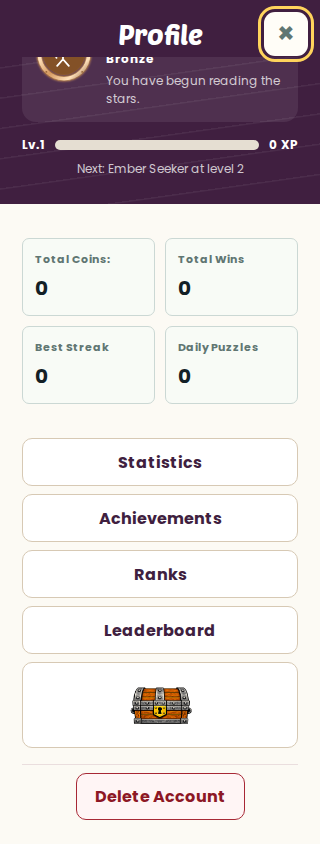 Profile
Bronze
You have begun reading the
stars.
Lv.1
0 XP
Next: Ember Seeker at level 2
Total Coins:
0
Total Wins
0
Best Streak
0
Daily Puzzles
0
Statistics
Achievements
Ranks
Leaderboard
Delete Account